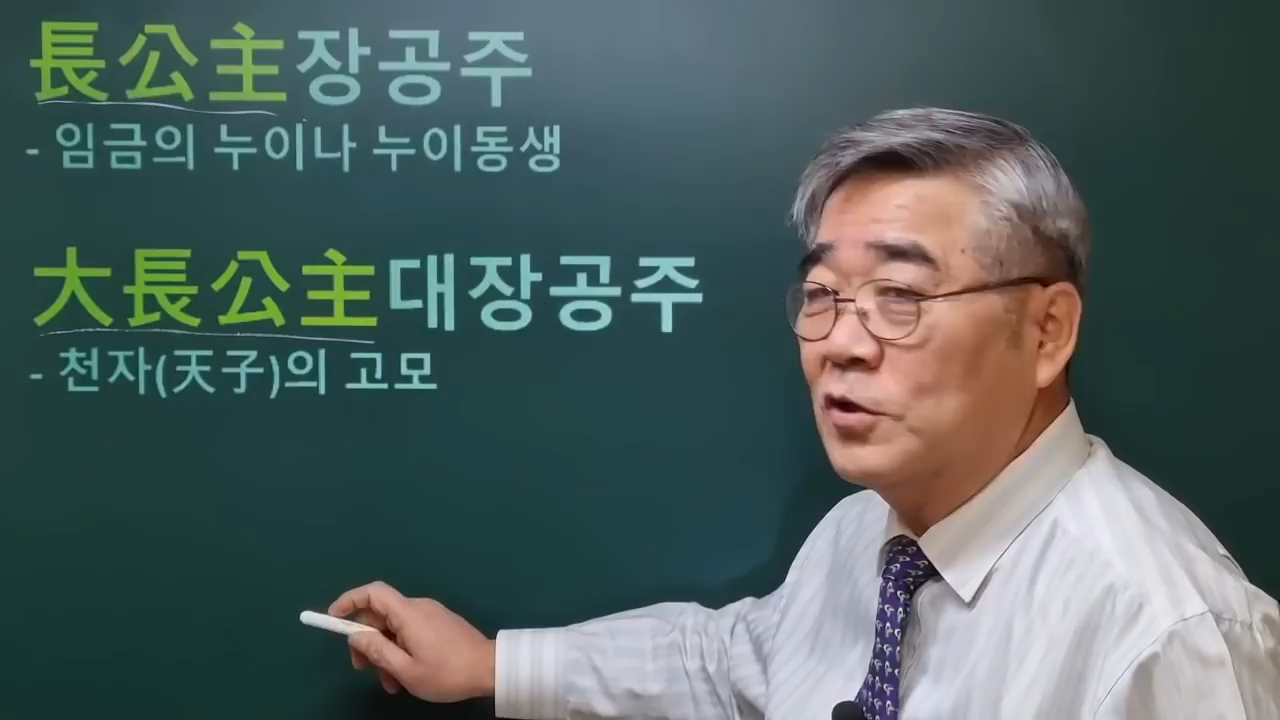 長公主장공주
- 임금의 누이나 누이동생
大長公主대장공주
- 천자(天子)의 고모